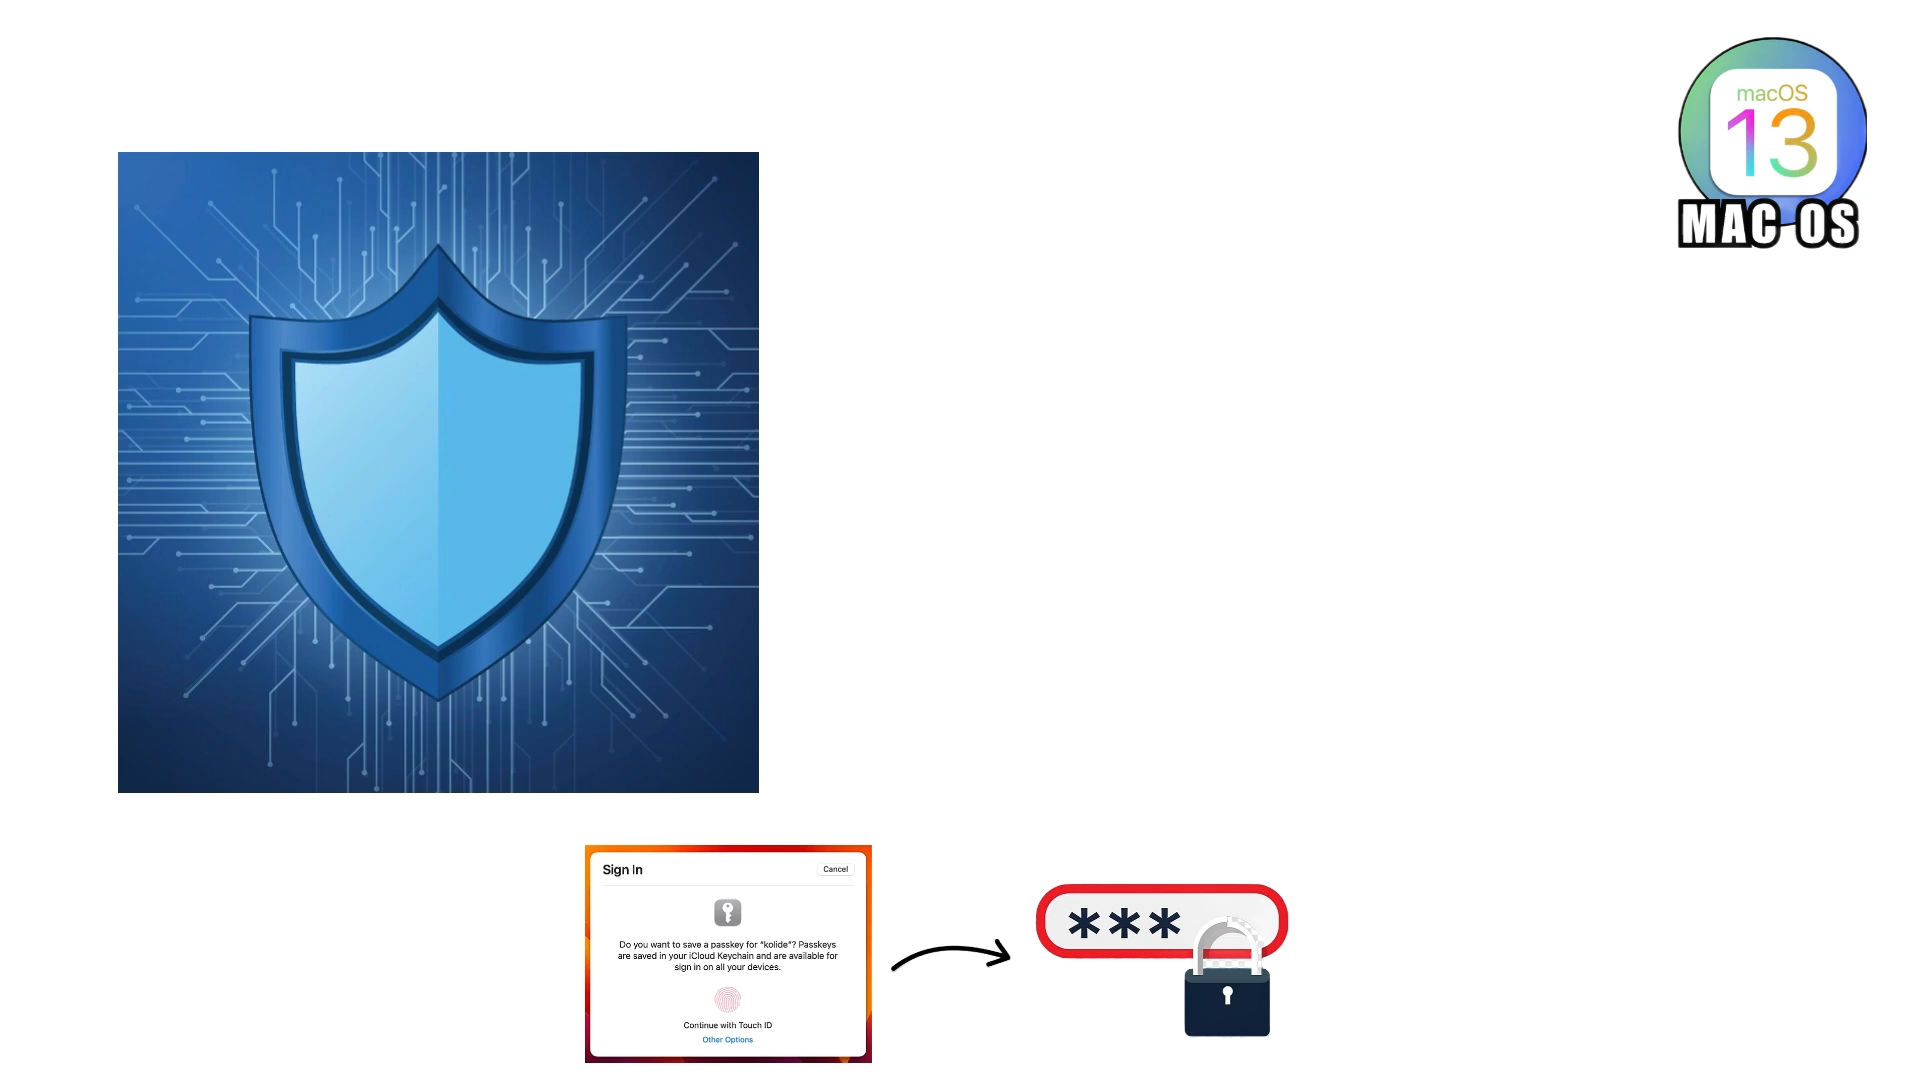 macOS
13
MAC OS
Sign In
Cancel
Do you want to save a passkey for “kolide”? Passkeys
are saved in your iCloud Keychain and are available for
sign in on all your devices.
Continue with Touch ID
Other Options
***